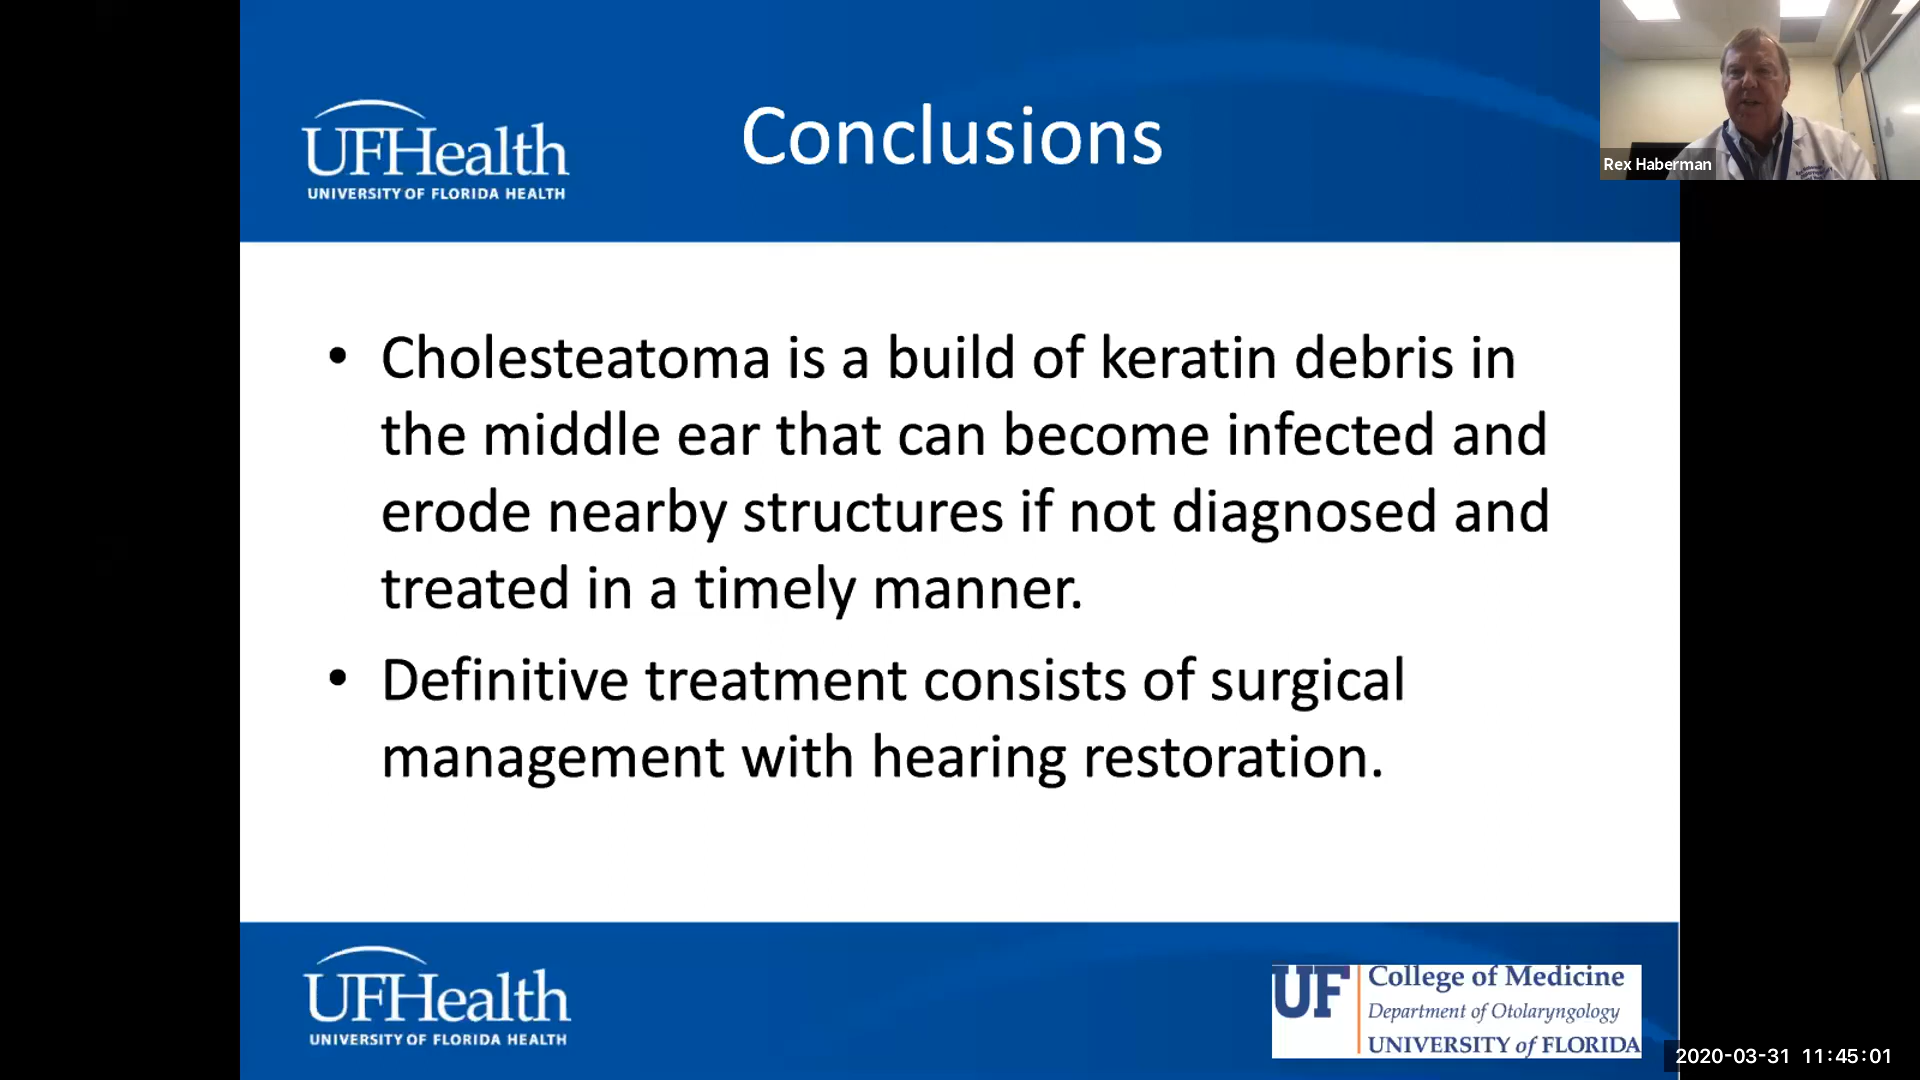 UFHealth
UNIVERSITY OF FLORIDA HEALTH
Conclusions
Rex Haberman
• Cholesteatoma is a build of keratin debris in
the middle ear that can become infected and
erode nearby structures if not diagnosed and
treated in a timely manner.
• Definitive treatment consists of surgical
management with hearing restoration.
UFHealth
UNIVERSITY OF FLORIDA HEALTH
UF
College of Medicine
Department of Otolaryngology
UNIVERSITY of FLORIDA
2020-03-31 11:45:01